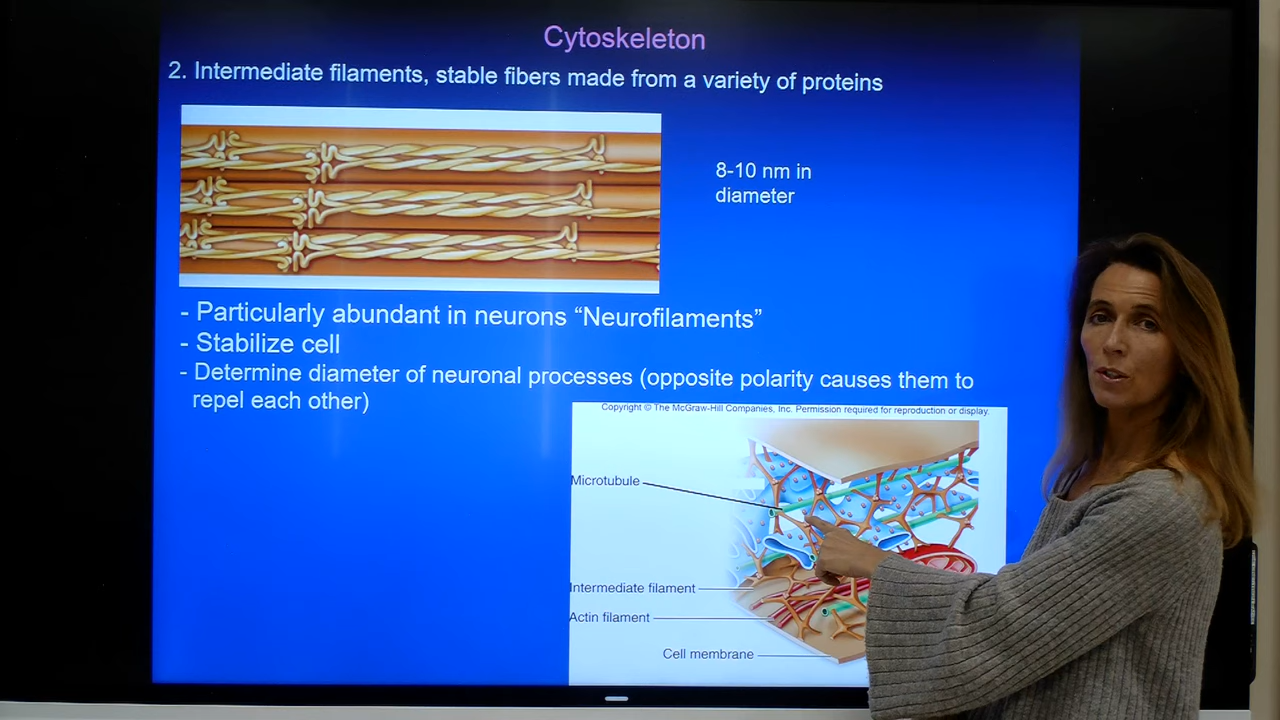 Cytoskeleton
2. Intermediate filaments, stable fibers made from a variety of proteins
8-10 nm in
diameter
- Particularly abundant in neurons “Neurofilaments”
- Stabilize cell
- Determine diameter of neuronal processes (opposite polarity causes them to
repel each other)
Copyright © The McGraw-Hill Companies, Inc. Permission required for reproduction or display.
Microtubule
Intermediate filament
Actin filament
Cell membrane